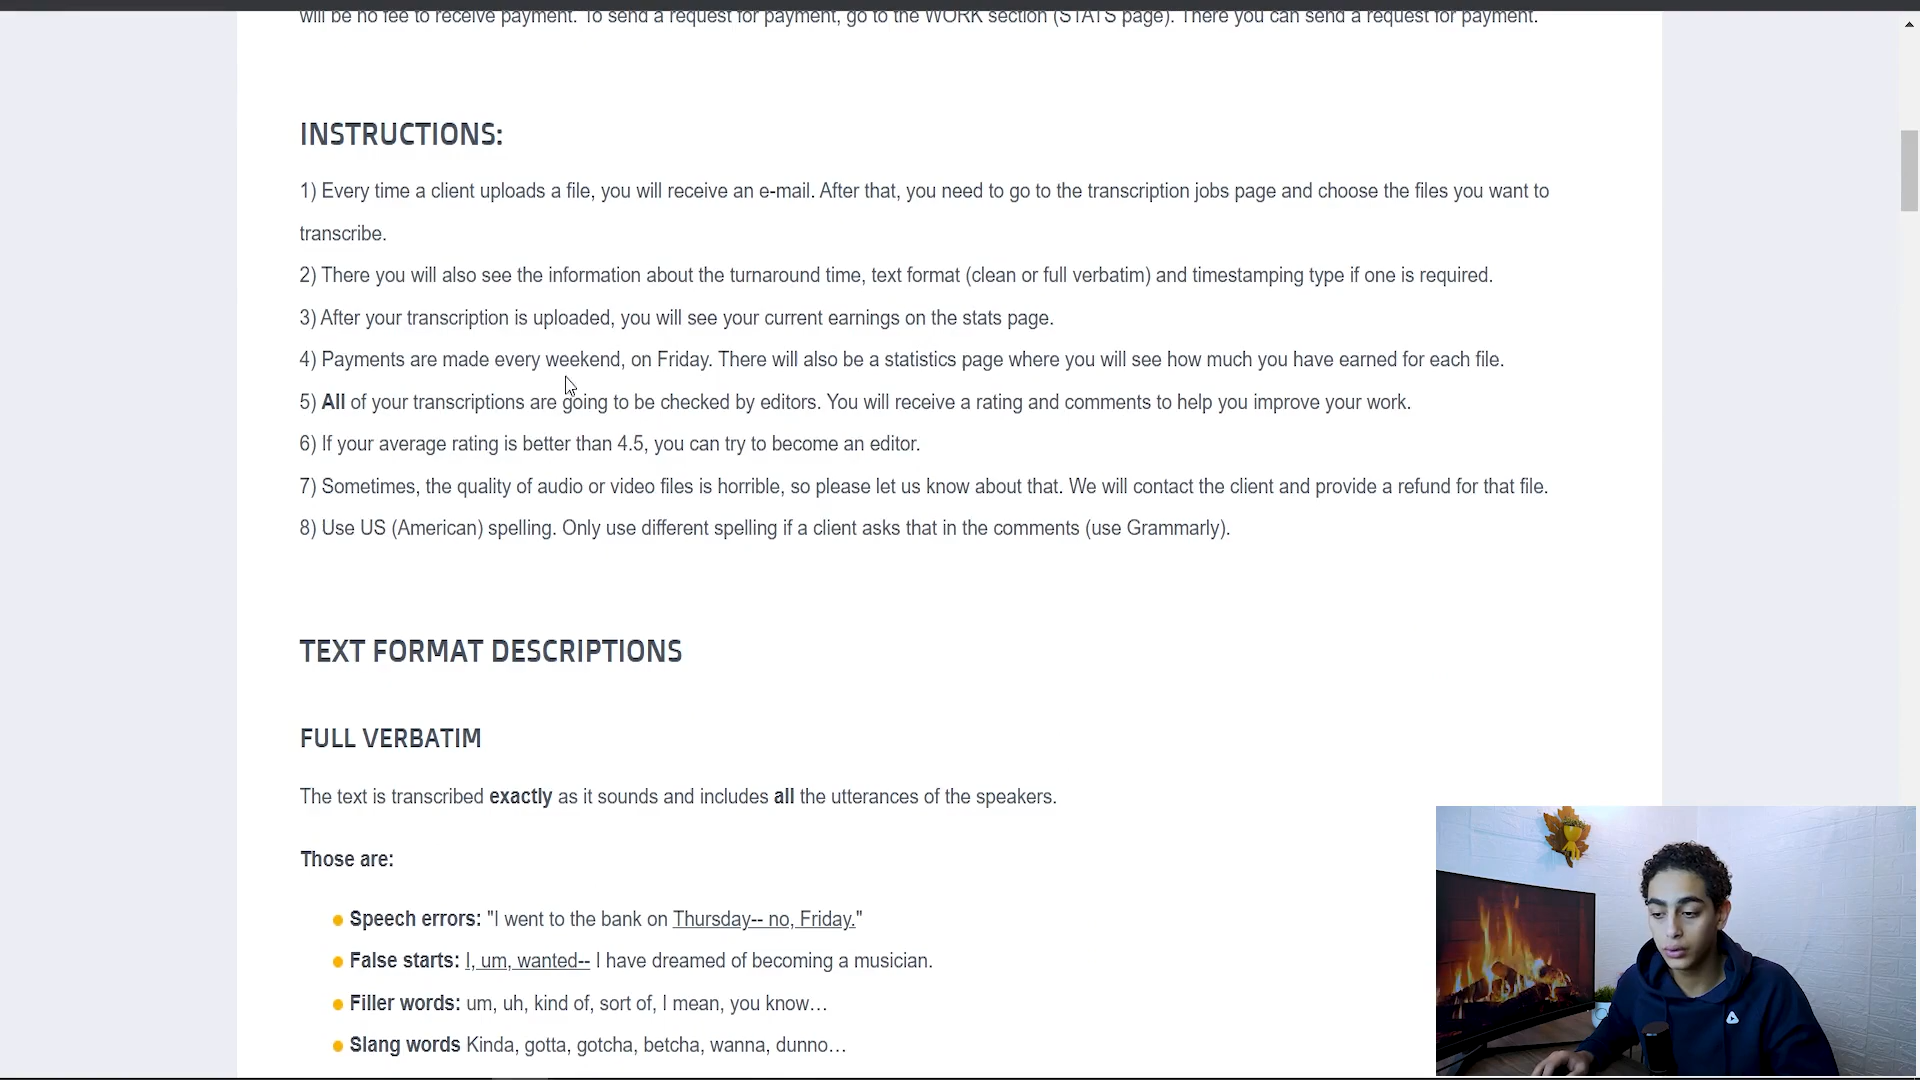 will be no fee to receive payment. To send a request for payment, go to the WORK section (STATS page). There you can send a request for payment.
INSTRUCTIONS:
1) Every time a client uploads a file, you will receive an e-mail. After that, you need to go to the transcription jobs page and choose the files you want to
transcribe.
2) There you will also see the information about the turnaround time, text format (clean or full verbatim) and timestamping type if one is required.
3) After your transcription is uploaded, you will see your current earnings on the stats page.
4) Payments are made every weekend, on Friday. There will also be a statistics page where you will see how much you have earned for each file.
5) All of your transcriptions are going to be checked by editors. You will receive a rating and comments to help you improve your work.
6) If your average rating is better than 4.5, you can try to become an editor.
7) Sometimes, the quality of audio or video files is horrible, so please let us know about that. We will contact the client and provide a refund for that file.
8) Use US (American) spelling. Only use different spelling if a client asks that in the comments (use Grammarly).
TEXT FORMAT DESCRIPTIONS
FULL VERBATIM
The text is transcribed exactly as it sounds and includes all the utterances of the speakers.
Those are:
Speech errors: "I went to the bank on Thursday-- no, Friday."
False starts: I, um, wanted-- I have dreamed of becoming a musician.
Filler words: um, uh, kind of, sort of, I mean, you know…
Slang words Kinda, gotta, gotcha, betcha, wanna, dunno…